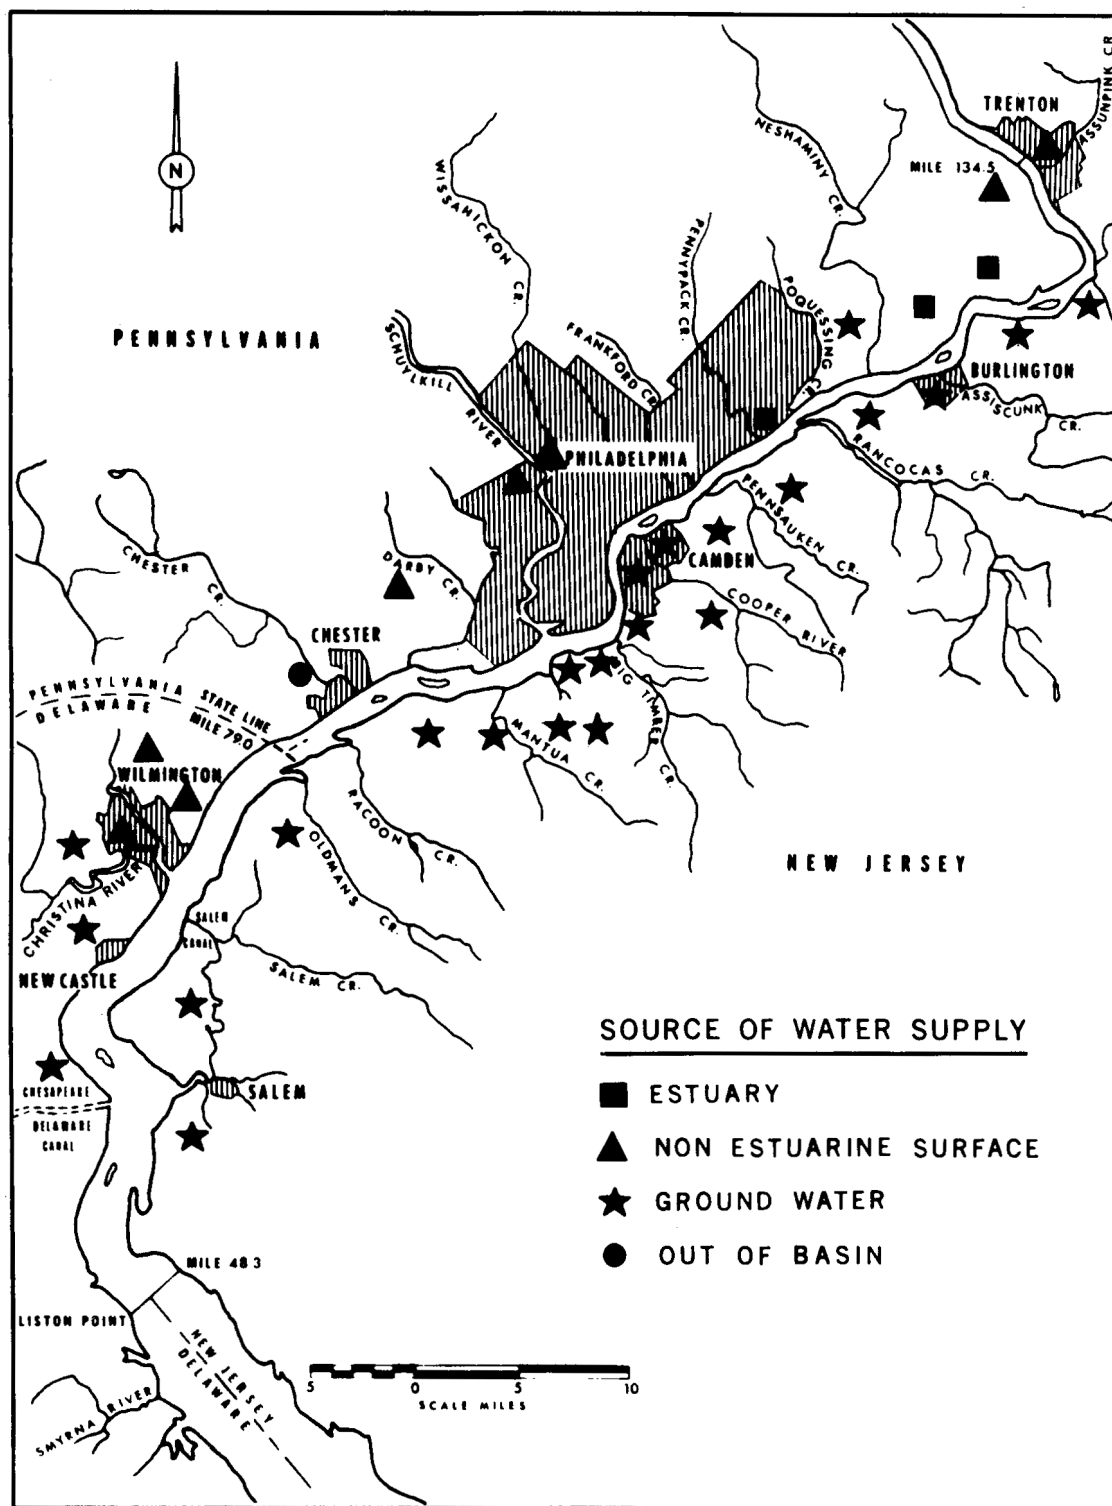 ASSUNPINK CR.
TRENTON
NESHAMINY CR.
MILE 134.5
N
WISSAHICKON CR.
PENNYPACK CR.
POQUESSING CR.
PENNSYLVANIA
SCHUYLKILL RIVER
FRANKFORD CR.
BURLINGTON
ASSISCUNK CR.
PHILADELPHIA
RANCOCAS CR.
PENNSAUKEN CR.
CHESTER CR.
DARBY CR.
CAMDEN
COOPER RIVER
CHESTER
PENNSYLVANIA
DELAWARE
STATE LINE
MILE 79.0
BIG TIMBER CR.
MANTUA CR.
WILMINGTON
RACOON CR.
OLDMANS CR.
NEW JERSEY
CHRISTINA RIVER
SALEM
CANAL
SALEM CR.
NEW CASTLE
SOURCE OF WATER SUPPLY
ESTUARY
NON ESTUARINE SURFACE
GROUND WATER
OUT OF BASIN
CHESAPEAKE
DELAWARE
CANAL
SALEM
MILE 48.3
LISTON POINT
NEW JERSEY
DELAWARE
SMYRNA RIVER
5 0 5 10
SCALE MILES